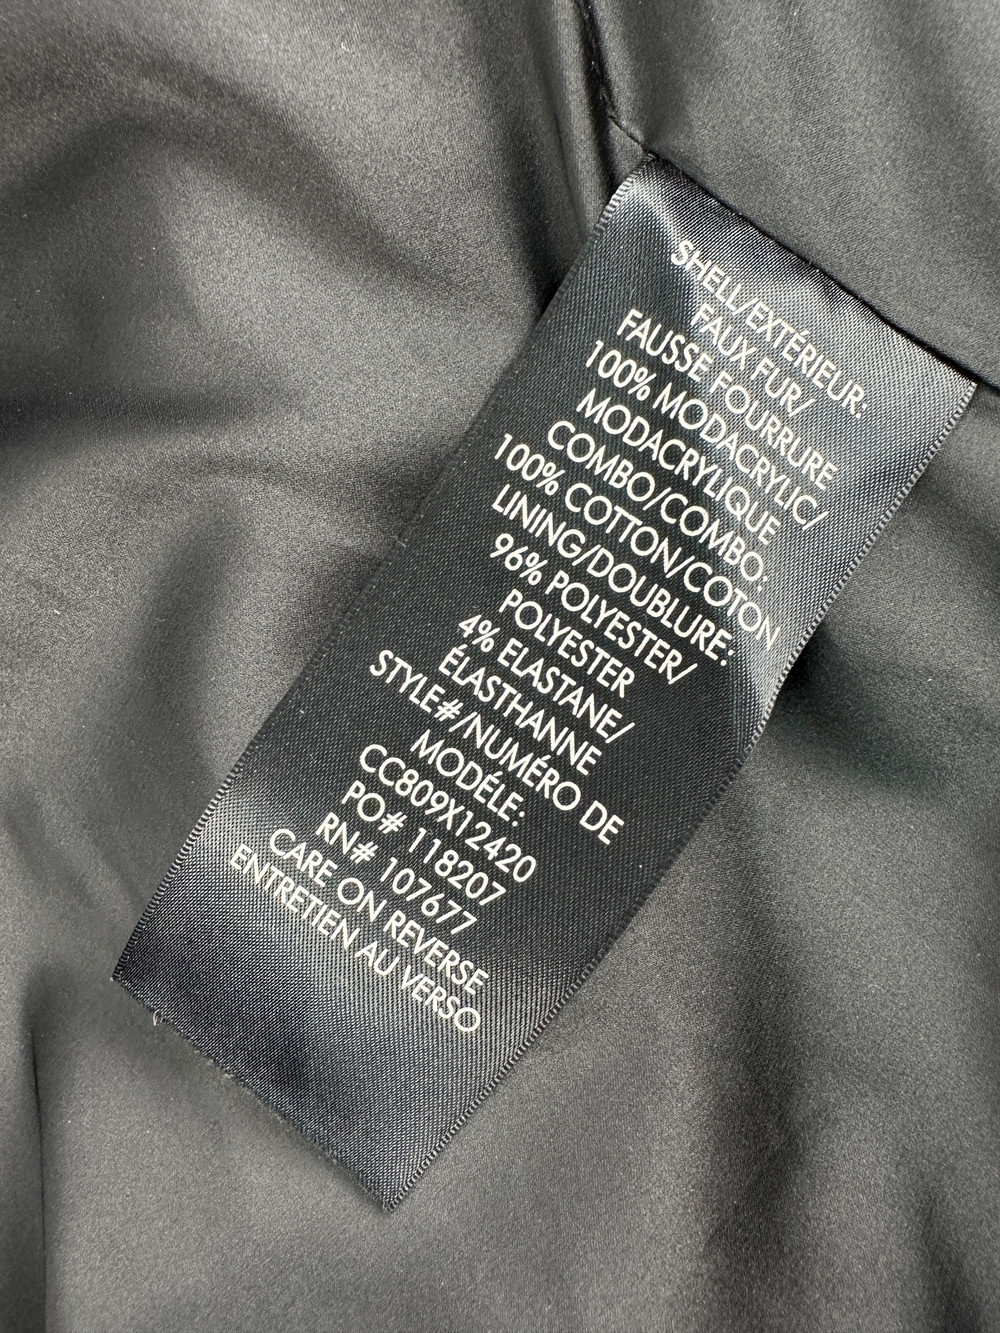 SHELL/EXTÉRIEUR:
FAUX FUR/
FAUSSE FOURRURE
100% MODACRYLIC/
MODACRYLIQUE
COMBO/COMBO:
100% COTTON/COTON
LINING/DOUBLURE:
96% POLYESTER/
POLYESTER
4% ELASTANE/
ÉLASTHANNE
STYLE#/NUMÉRO DE
MODÉLE:
CC809X12420
PO# 118207
RN# 107677
CARE ON REVERSE
ENTRETIEN AU VERSO